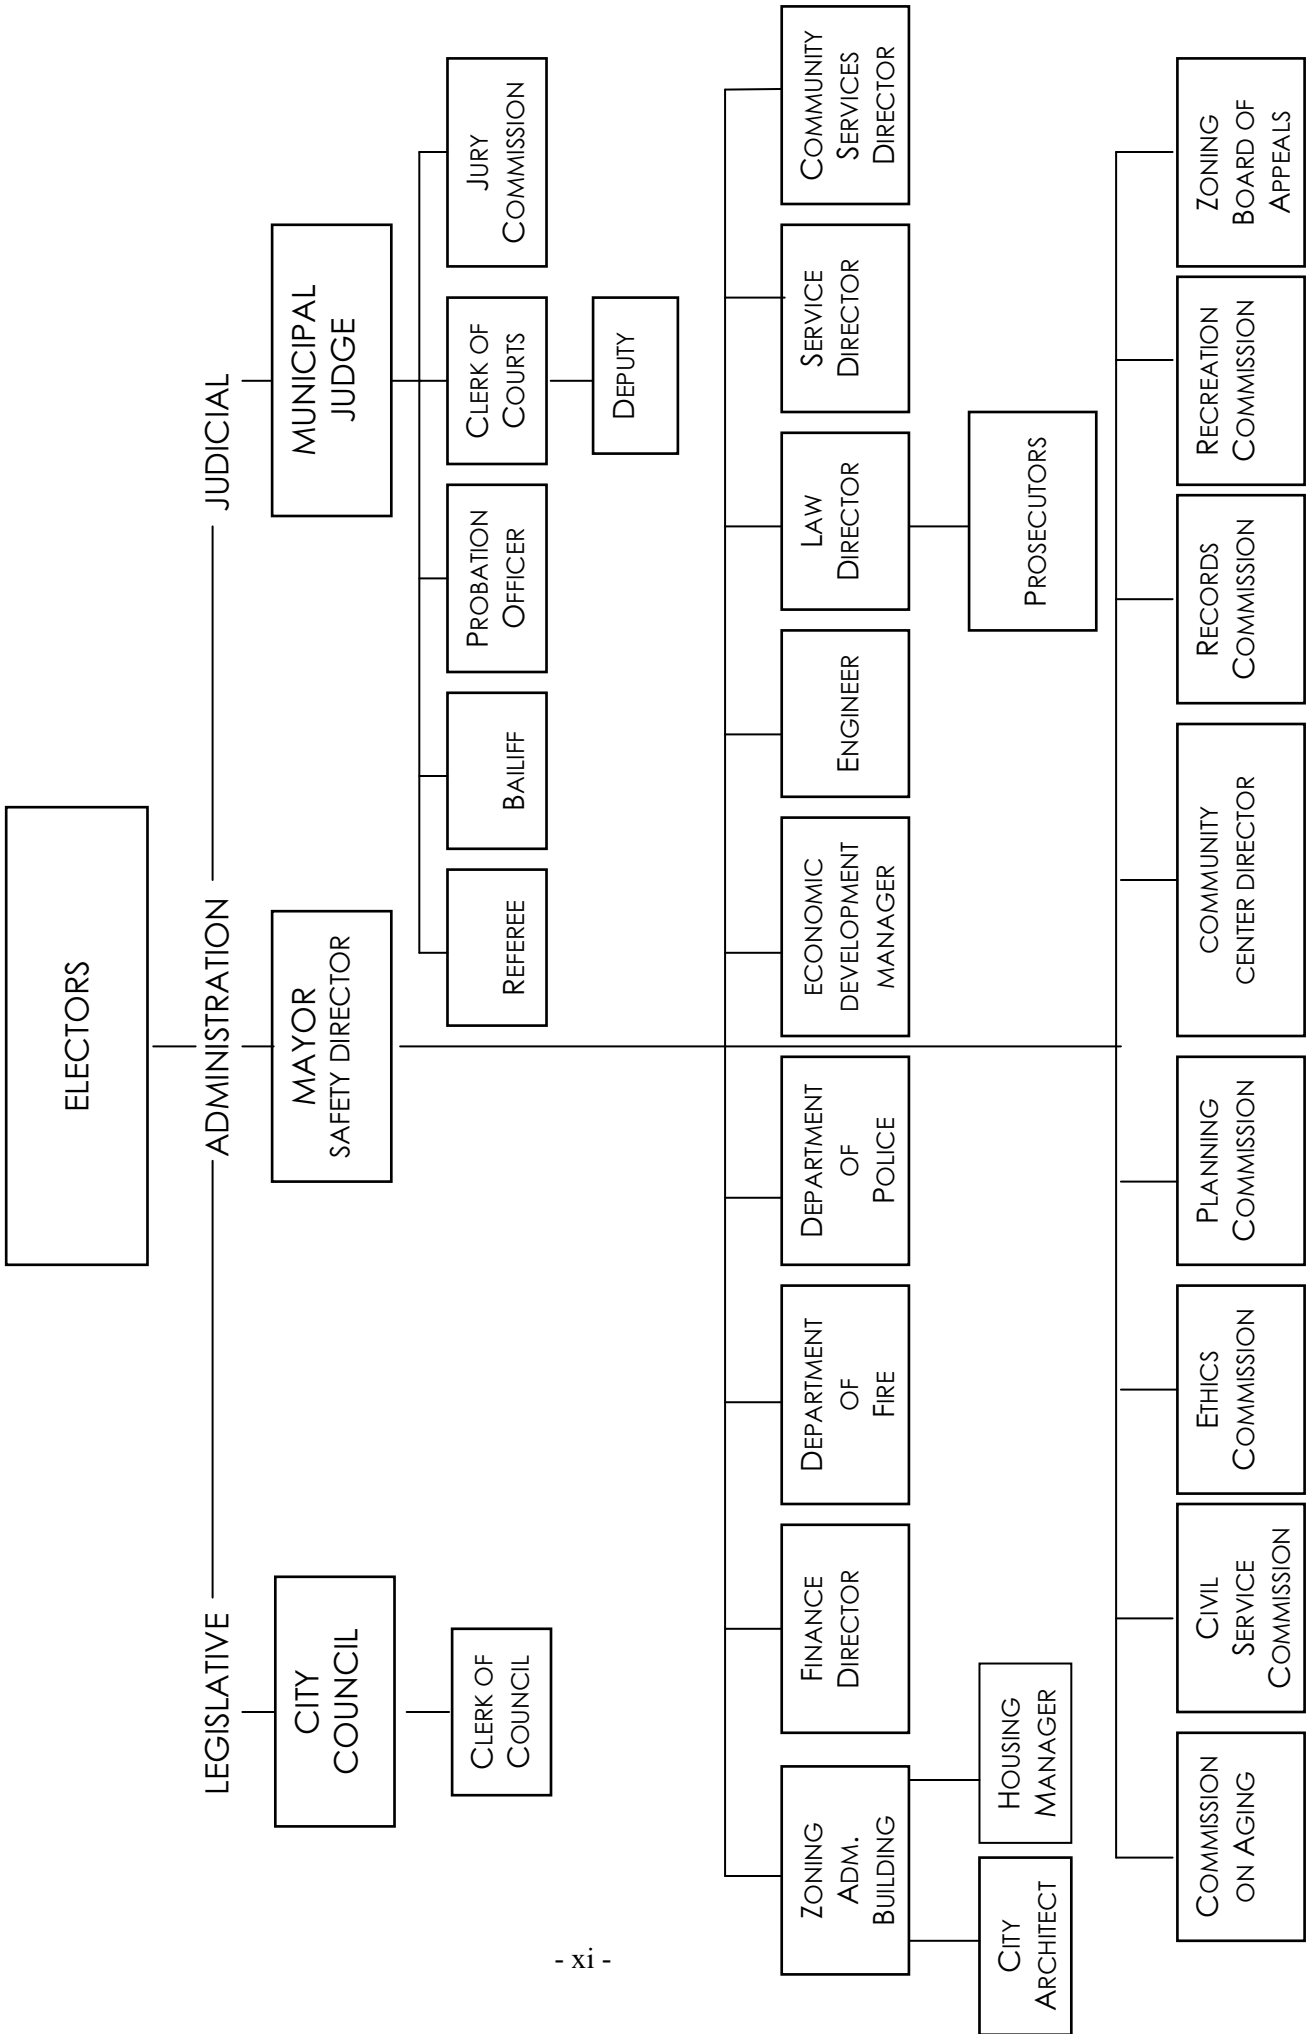 ELECTORS
LEGISLATIVE
ADMINISTRATION
JUDICIAL
CITY
COUNCIL
MAYOR
SAFETY DIRECTOR
MUNICIPAL
JUDGE
CLERK OF
COUNCIL
REFEREE
BAILIFF
PROBATION
OFFICER
CLERK OF
COURTS
JURY
COMMISSION
DEPUTY
ZONING
ADM.
BUILDING
FINANCE
DIRECTOR
DEPARTMENT
OF
FIRE
DEPARTMENT
OF
POLICE
ECONOMIC
DEVELOPMENT
MANAGER
ENGINEER
LAW
DIRECTOR
SERVICE
DIRECTOR
COMMUNITY
SERVICES
DIRECTOR
CITY
ARCHITECT
HOUSING
MANAGER
PROSECUTORS
COMMISSION
ON AGING
CIVIL
SERVICE
COMMISSION
ETHICS
COMMISSION
PLANNING
COMMISSION
COMMUNITY
CENTER DIRECTOR
RECORDS
COMMISSION
RECREATION
COMMISSION
ZONING
BOARD OF
APPEALS
- xi -